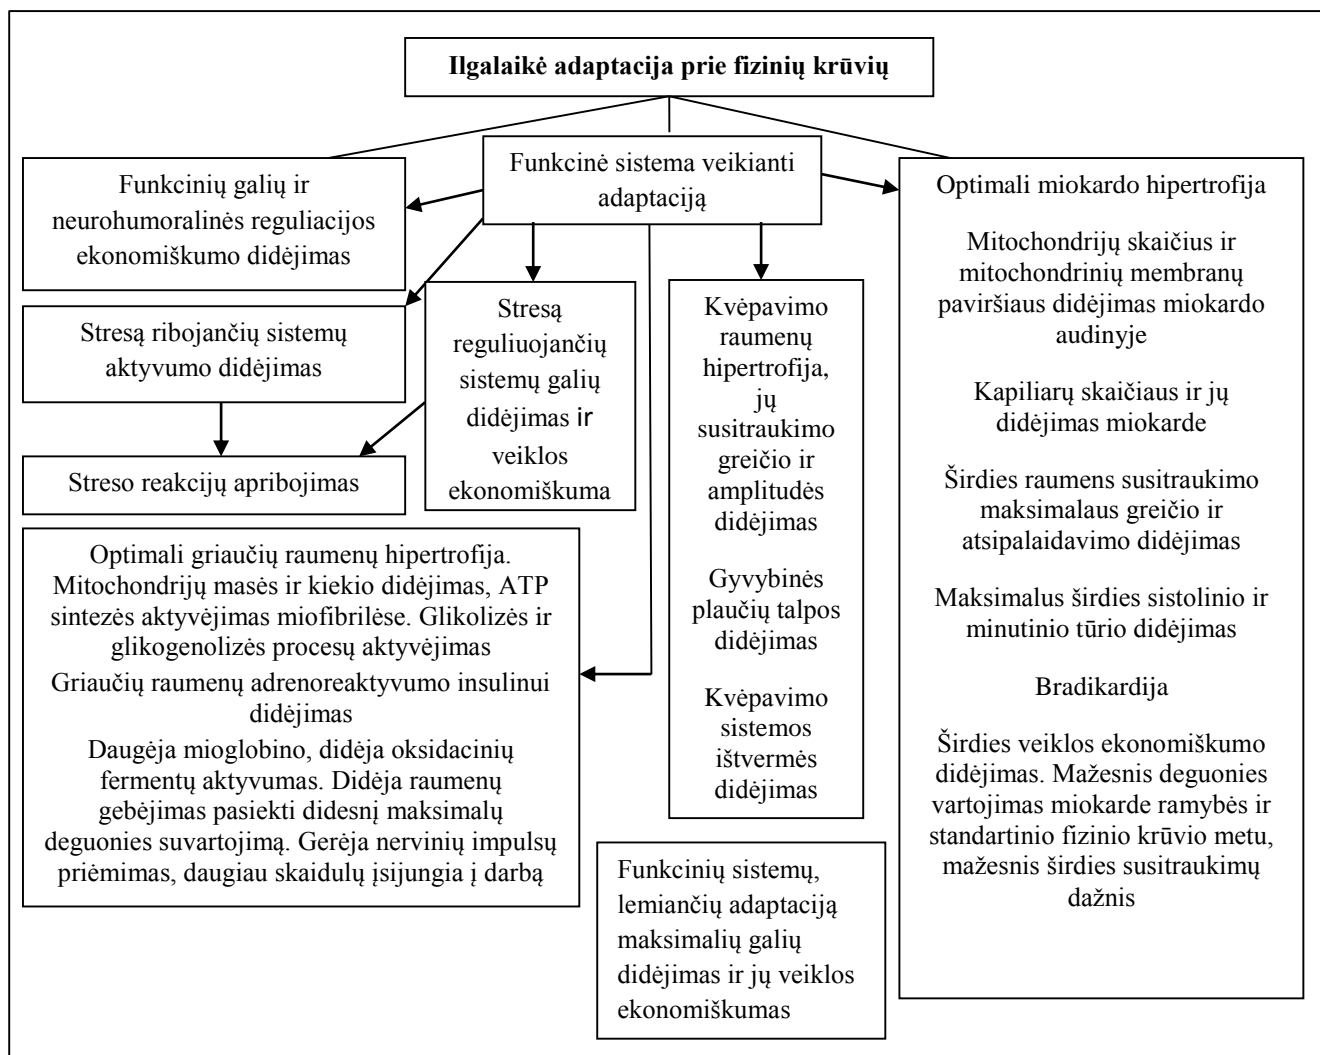 Ilgalaikė adaptacija prie fizinių krūvių
Funkcinių galių ir
neurohumoralinės reguliacijos
ekonomiškumo didėjimas
Funkcinė sistema veikianti
adaptaciją
Stresą ribojančių sistemų
aktyvumo didėjimas
Streso reakcijų apribojimas
Stresą
reguliuojančių
sistemų galių
didėjimas ir
veiklos
ekonomiškuma
Kvėpavimo
raumenų
hipertrofija,
jų
susitraukimo
greičio ir
amplitudės
didėjimas
Gyvybinės
plaučių talpos
didėjimas
Kvėpavimo
sistemos
ištvermės
didėjimas
Optimali miokardo hipertrofija
Mitochondrijų skaičius ir
mitochondrinių membranų
paviršiaus didėjimas miokardo
audinyje
Kapiliarų skaičiaus ir jų
didėjimas miokarde
Širdies raumens susitraukimo
maksimalaus greičio ir
atsipalaidavimo didėjimas
Maksimalus širdies sistolinio ir
minutinio tūrio didėjimas
Bradikardija
Širdies veiklos ekonomiškumo
didėjimas. Mažesnis deguonies
vartojimas miokarde ramybės ir
standartinio fizinio krūvio metu,
mažesnis širdies susitraukimų
dažnis
Optimali griaučių raumenų hipertrofija.
Mitochondrijų masės ir kiekio didėjimas, ATP
sintezės aktyvėjimas miofibrilėse. Glikolizės ir
glikogenolizės procesų aktyvėjimas
Griaučių raumenų adrenoreaktyvumo insulinui
didėjimas
Daugėja mioglobino, didėja oksidacinių
fermentų aktyvumas. Didėja raumenų
gebėjimas pasiekti didesnį maksimalų
deguonies suvartojimą. Gerėja nervinių impulsų
priėmimas, daugiau skaidulų įsijungia į darbą
Funkcinių sistemų,
lemiančių adaptaciją
maksimalių galių
didėjimas ir jų veiklos
ekonomiškumas